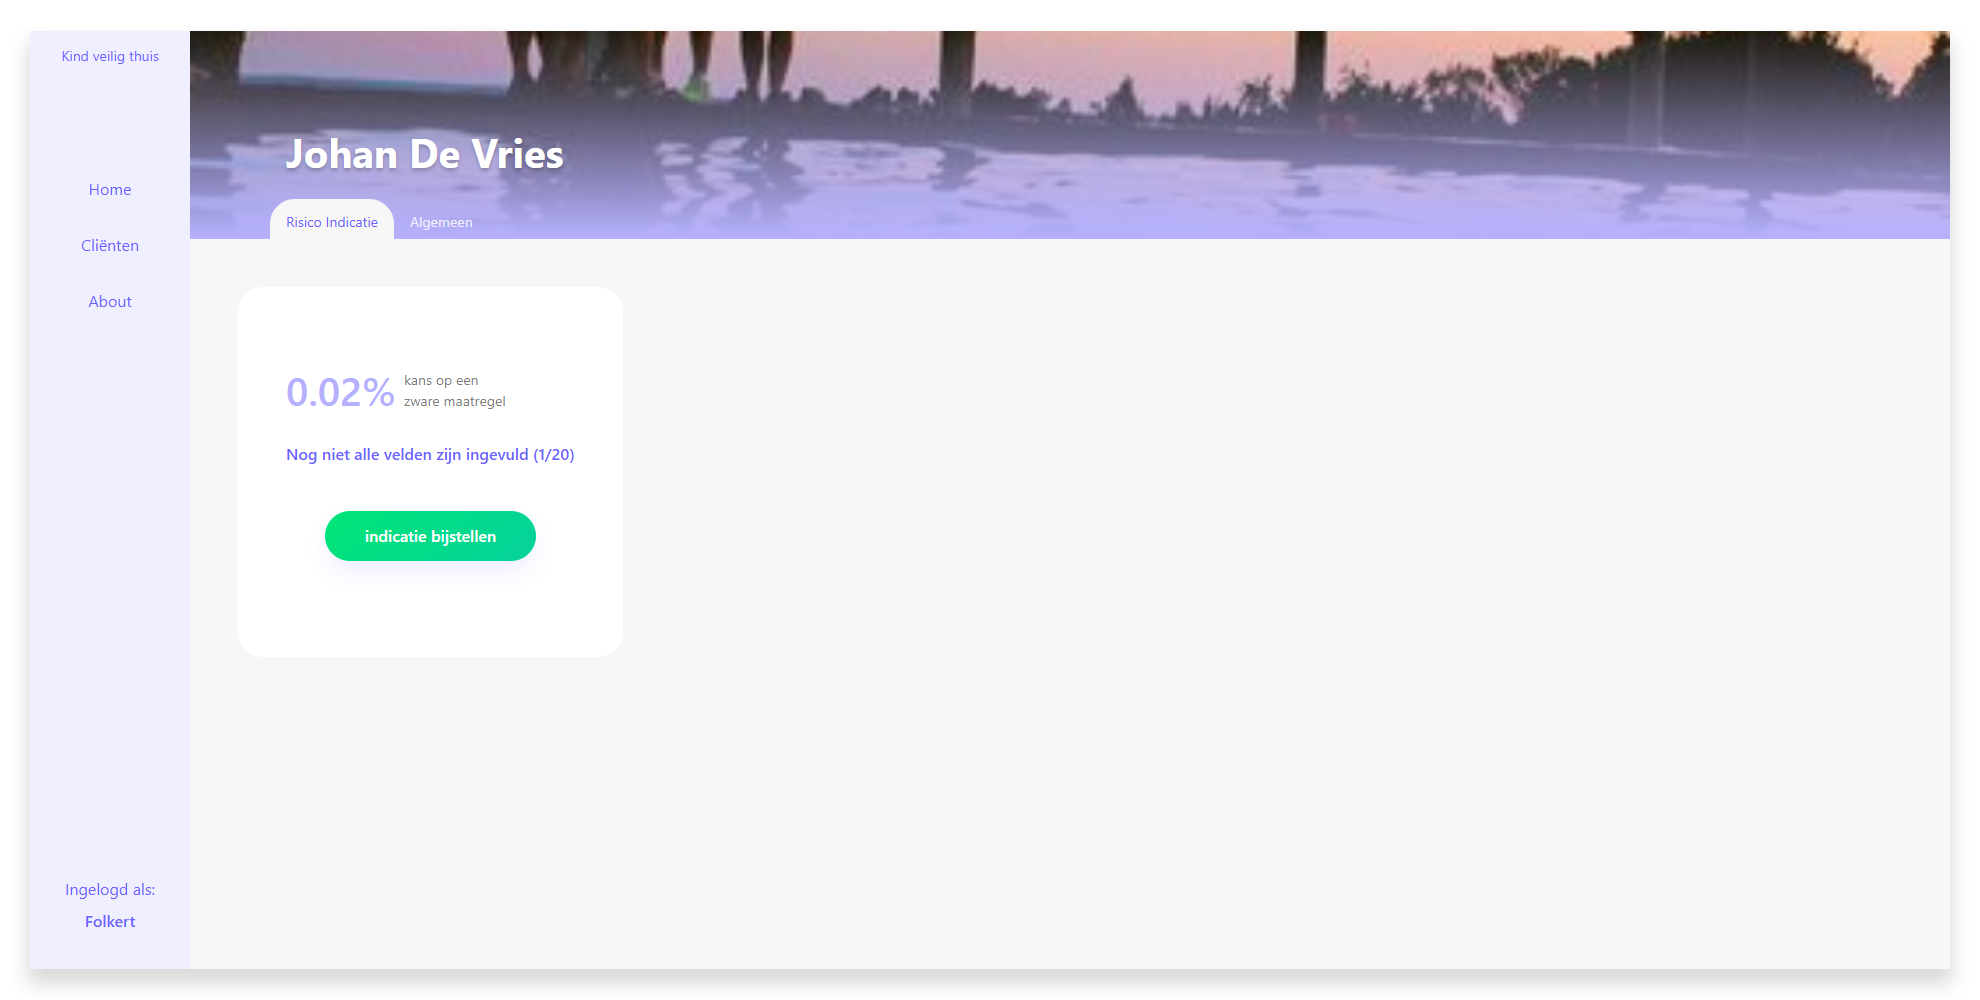 Kind veilig thuis
Home
Cliënten
About
Ingelogd als:
Folkert
Johan De Vries
Risico Indicatie
Algemeen
0.02%
kans op een
zware maatregel
Nog niet alle velden zijn ingevuld (1/20)
indicatie bijstellen